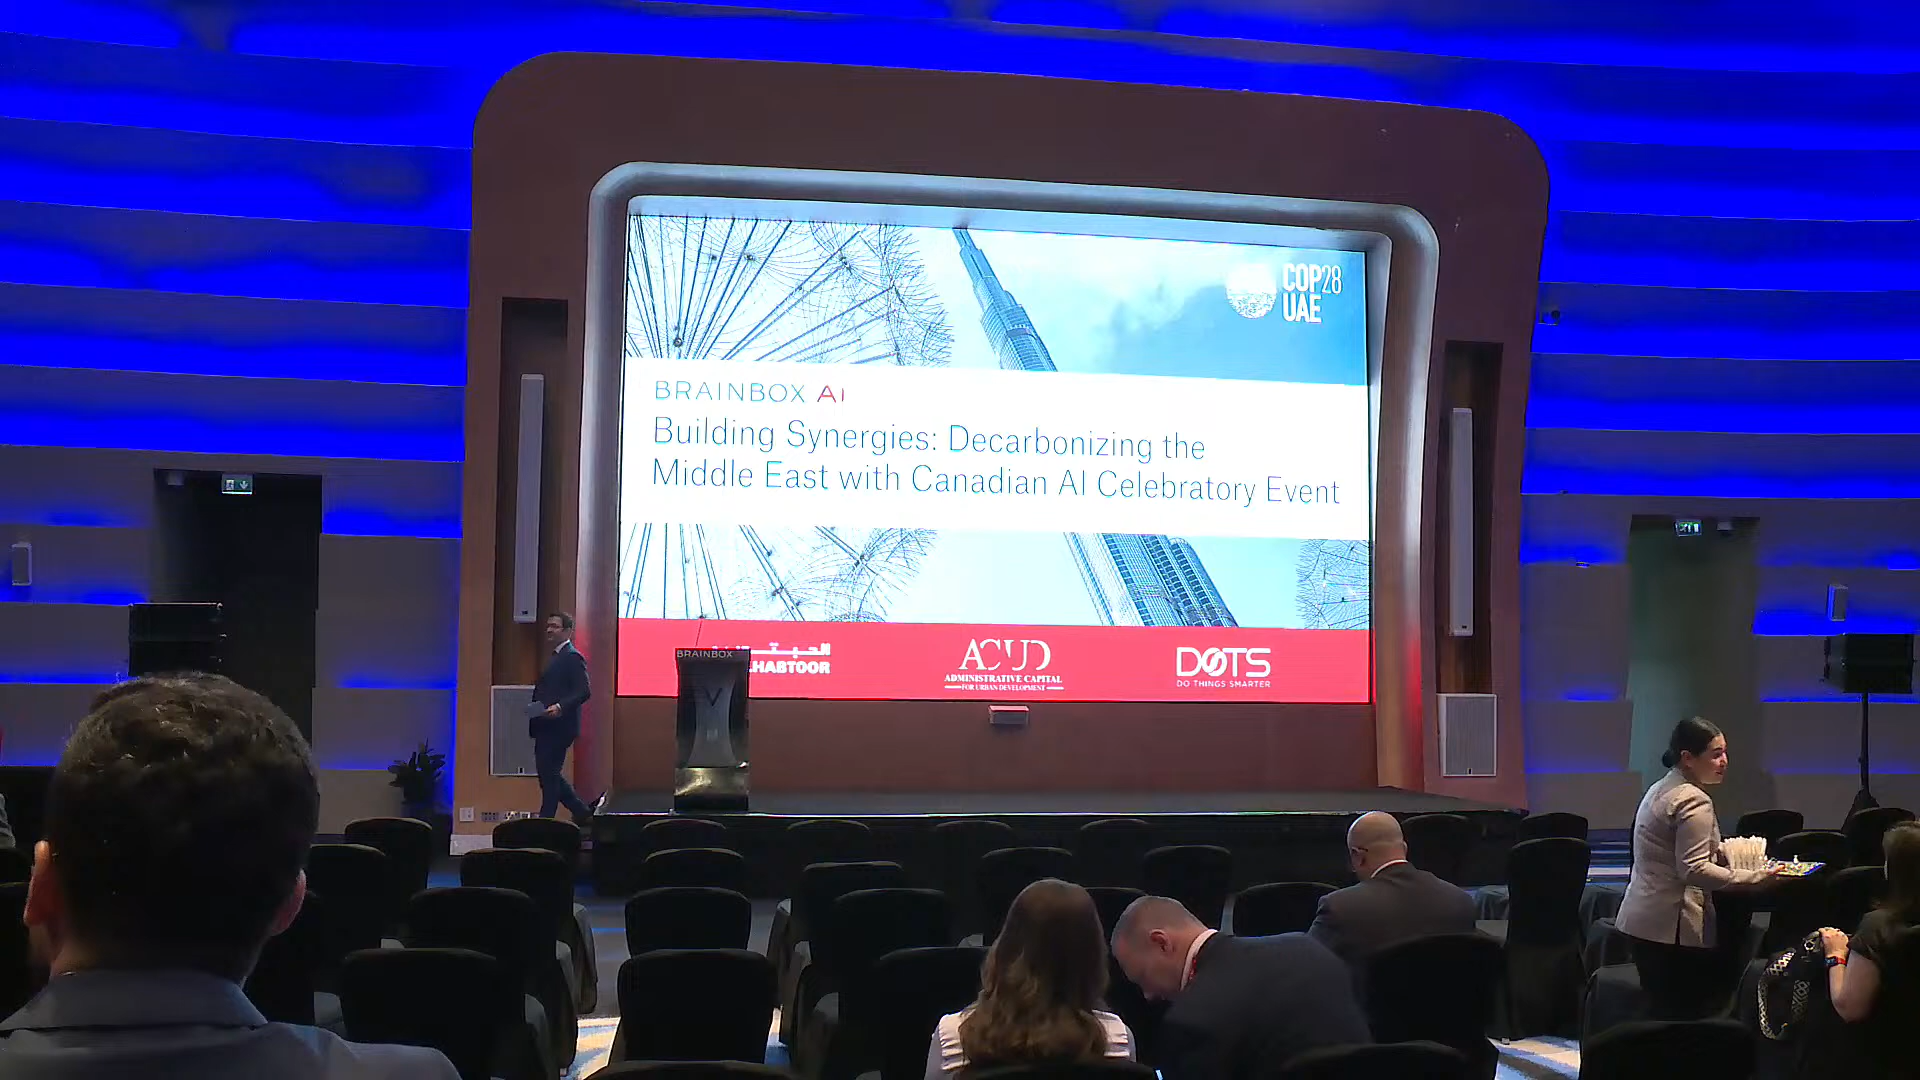 COP28
UAE
BRAINBOX AI
Building Synergies: Decarbonizing the
Middle East with Canadian AI Celebratory Event
HABTOOR
ACUD
ADMINISTRATIVE CAPITAL
FOR URBAN DEVELOPMENT
DOTS
DO THINGS SMARTER
BRAINBOX